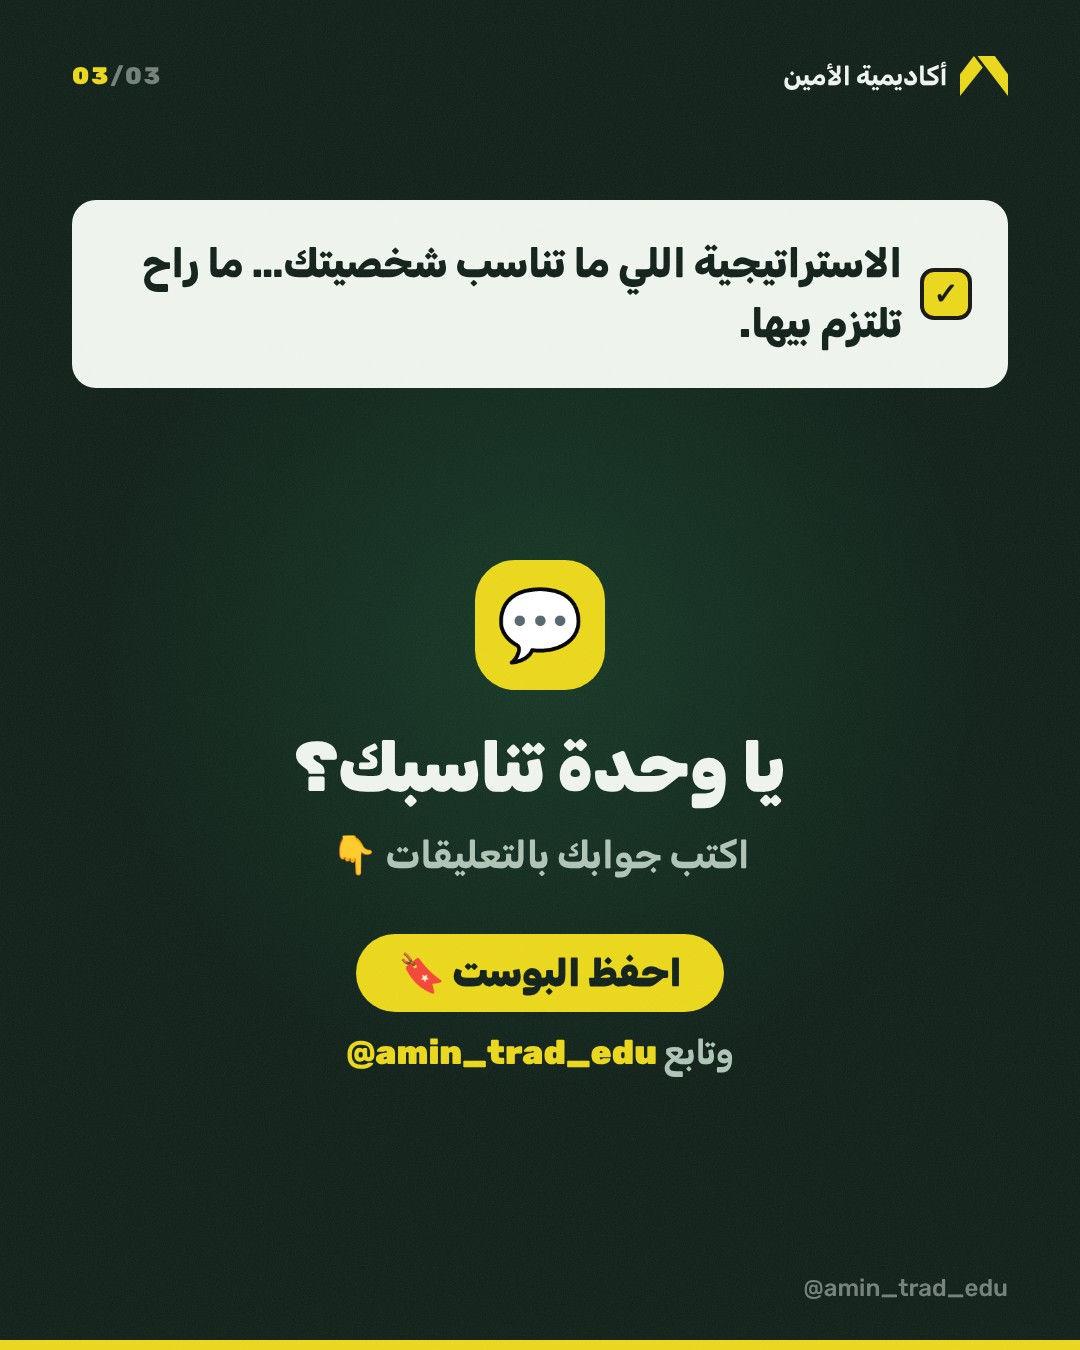 أكاديمية الأمين
03/03
الاستراتيجية اللي ما تناسب شخصيتك... ما راح
تلتزم بيها.
يا وحدة تناسبك؟
اكتب جوابك بالتعليقات 👇
احفظ البوست 🔖
وتابع @amin_trad_edu
@amin_trad_edu